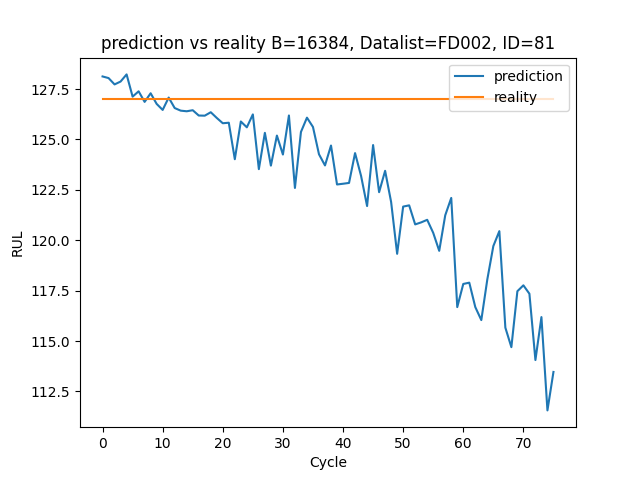 prediction vs reality B=16384, Datalist=FD002, ID=81
prediction
reality
127.5
125.0
122.5
120.0
117.5
115.0
112.5
RUL
0 10 20 30 40 50 60 70
Cycle